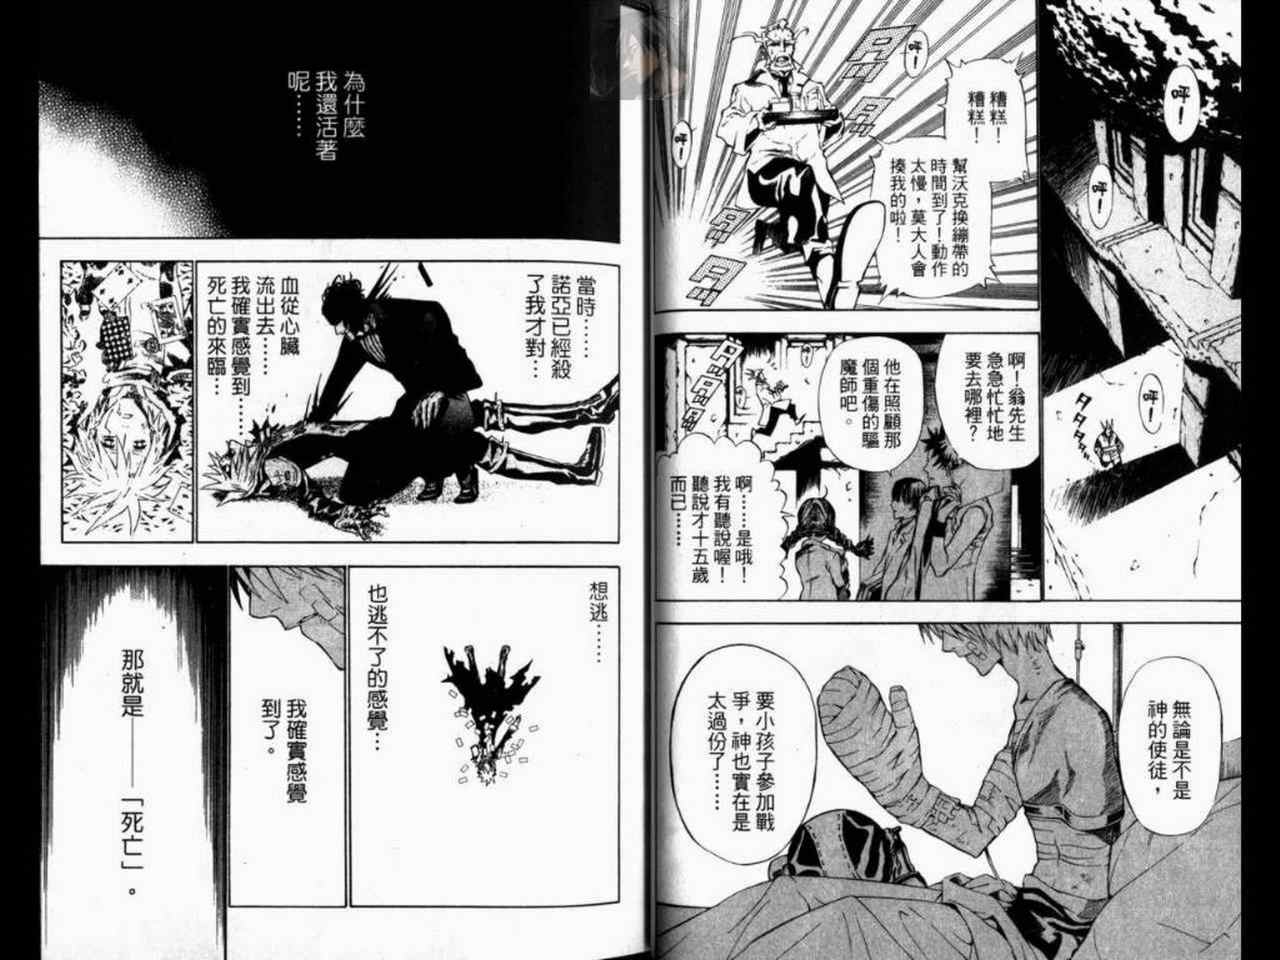 呼！
呼！
呼！
タタタ…
糟糕！
糟糕！
幫沃克換繃帶的
時間到了！動作
太慢，莫大人會
揍我的啦！
呼！
呼！
啊！翁先生
急急忙忙地
要去哪裡？
他在照顧那
個重傷的驅
魔師吧。
啊……是哦！
我有聽說喔！
聽說才十五歲
而已……
無論是不是
神的使徒，
要小孩子參加戰
爭，神也實在是
太過份了……
為什麼
我還活著
呢……
當時……
諾亞已經殺
了我才對…
血從心臟
流出去……
我確實感覺到……
死亡的來臨…
想逃……
也逃不了的感覺…
我確實感覺
到了。
那就是——「死亡」。